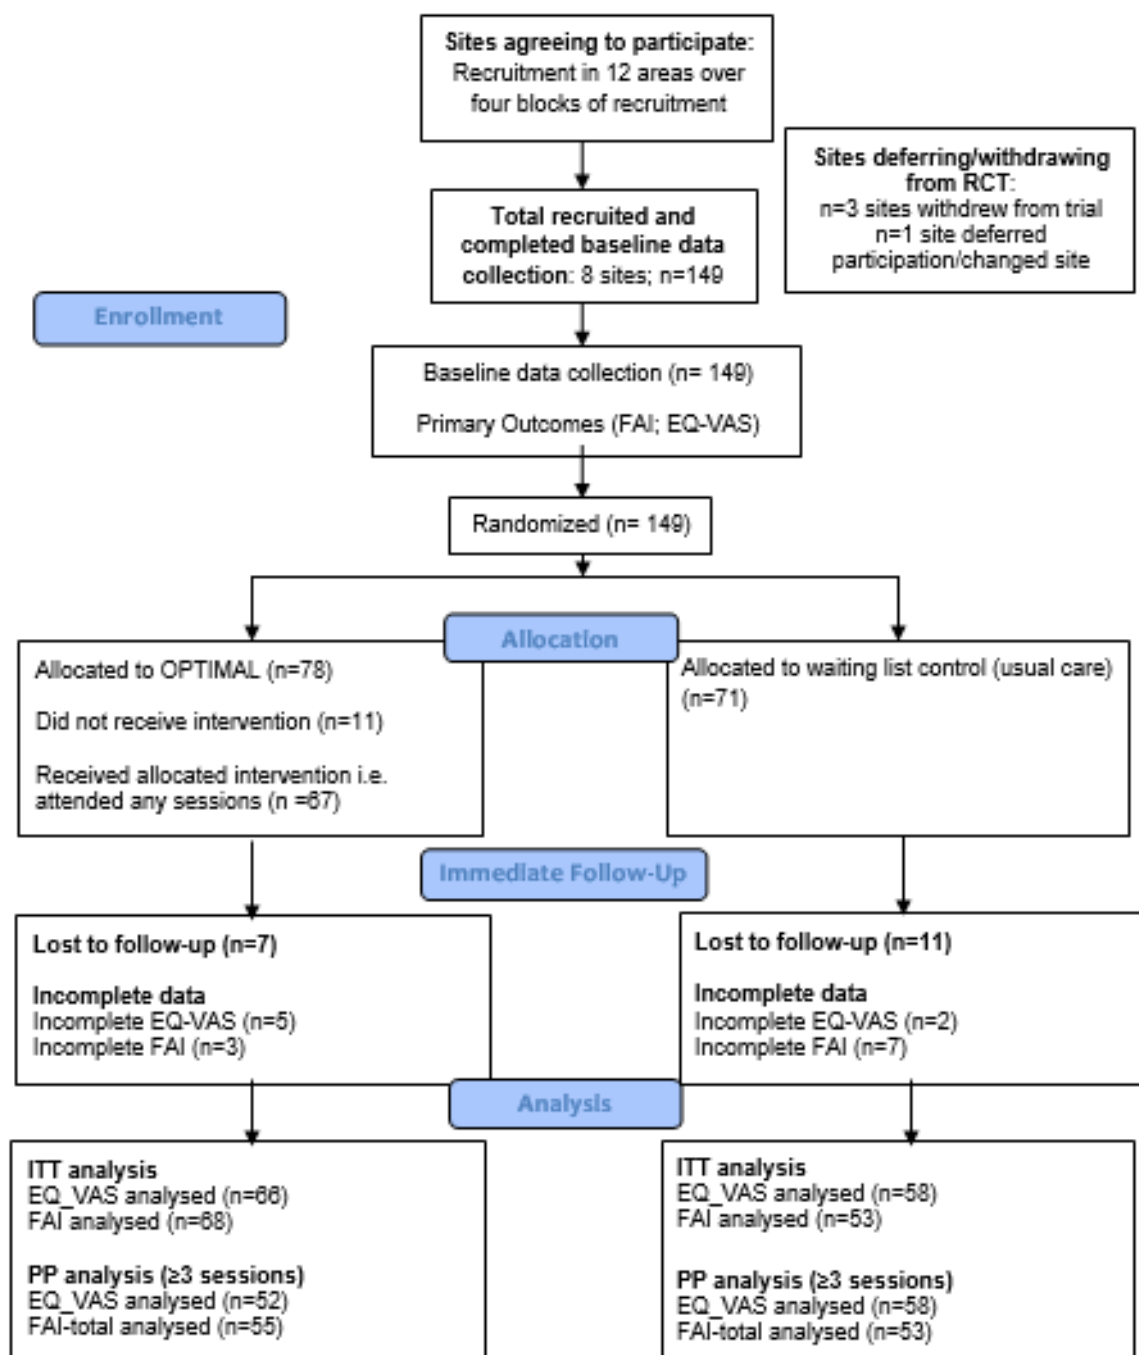 Sites agreeing to participate:
Recruitment in 12 areas over
four blocks of recruitment
Sites deferring/withdrawing
from RCT:
n=3 sites withdrew from trial
n=1 site deferred
participation/changed site
Total recruited and
completed baseline data
collection: 8 sites; n=149
Enrollment
Baseline data collection (n= 149)
Primary Outcomes (FAI; EQ-VAS)
Randomized (n= 149)
Allocation
Allocated to OPTIMAL (n=78)
Did not receive intervention (n=11)
Received allocated intervention i.e.
attended any sessions (n =67)
Allocated to waiting list control (usual care)
(n=71)
Immediate Follow-Up
Lost to follow-up (n=7)
Incomplete data
Incomplete EQ-VAS (n=5)
Incomplete FAI (n=3)
Lost to follow-up (n=11)
Incomplete data
Incomplete EQ-VAS (n=2)
Incomplete FAI (n=7)
Analysis
ITT analysis
EQ_VAS analysed (n=66)
FAI analysed (n=68)
PP analysis (≥3 sessions)
EQ_VAS analysed (n=52)
FAI-total analysed (n=55)
ITT analysis
EQ_VAS analysed (n=58)
FAI analysed (n=53)
PP analysis (≥3 sessions)
EQ_VAS analysed (n=58)
FAI-total analysed (n=53)